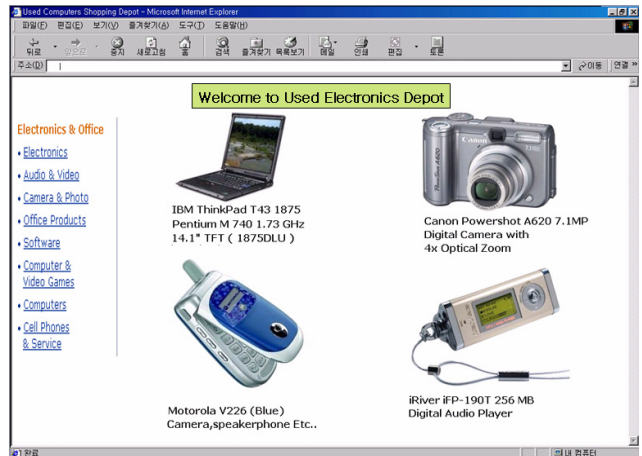 Used Computers Shopping Depot - Microsoft Internet Explorer
파일(F) 편집(E) 보기(V) 즐겨찾기(A) 도구(T) 도움말(H)
뒤로 앞으로 중지 새로고침 홈 검색 즐겨찾기 목록보기 메일 인쇄 편집 토론
주소(D) 이동 연결 »
Welcome to Used Electronics Depot
Electronics & Office
• Electronics
• Audio & Video
• Camera & Photo
• Office Products
• Software
• Computer &
Video Games
• Computers
• Cell Phones
& Service
IBM ThinkPad T43 1875
Pentium M 740 1.73 GHz
14.1" TFT ( 1875DLU )
Canon
PowerShot A620
Canon Powershot A620 7.1MP
Digital Camera with
4x Optical Zoom
Motorola V226 (Blue)
Camera,speakerphone Etc..
iRiver iFP-190T 256 MB
Digital Audio Player
완료
내 컴퓨터